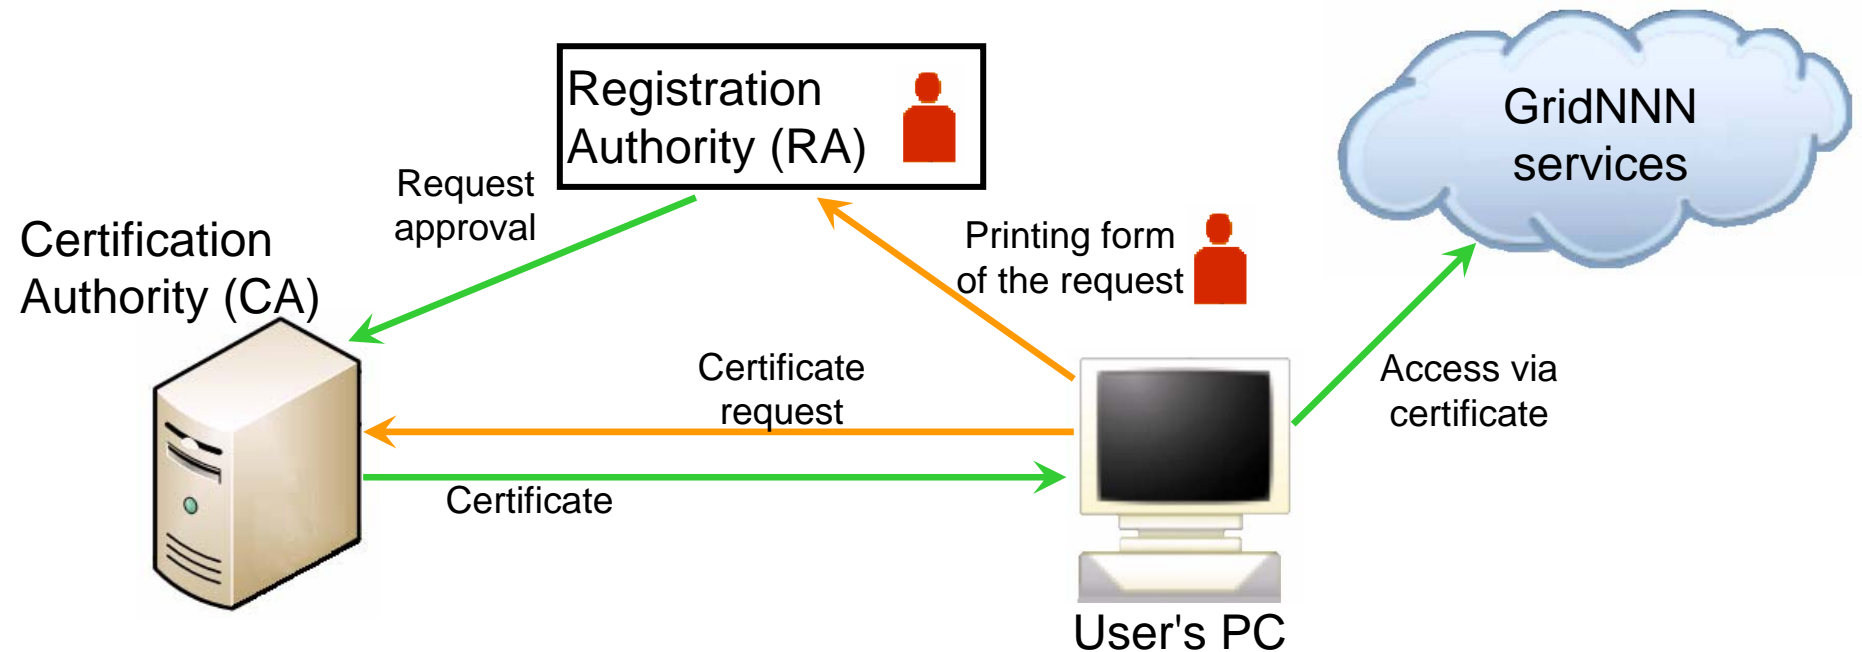 Registration
Authority (RA)
GridNNN
services
Request
approval
Printing form
of the request
Certification
Authority (CA)
Certificate
request
Access via
certificate
Certificate
User's PC